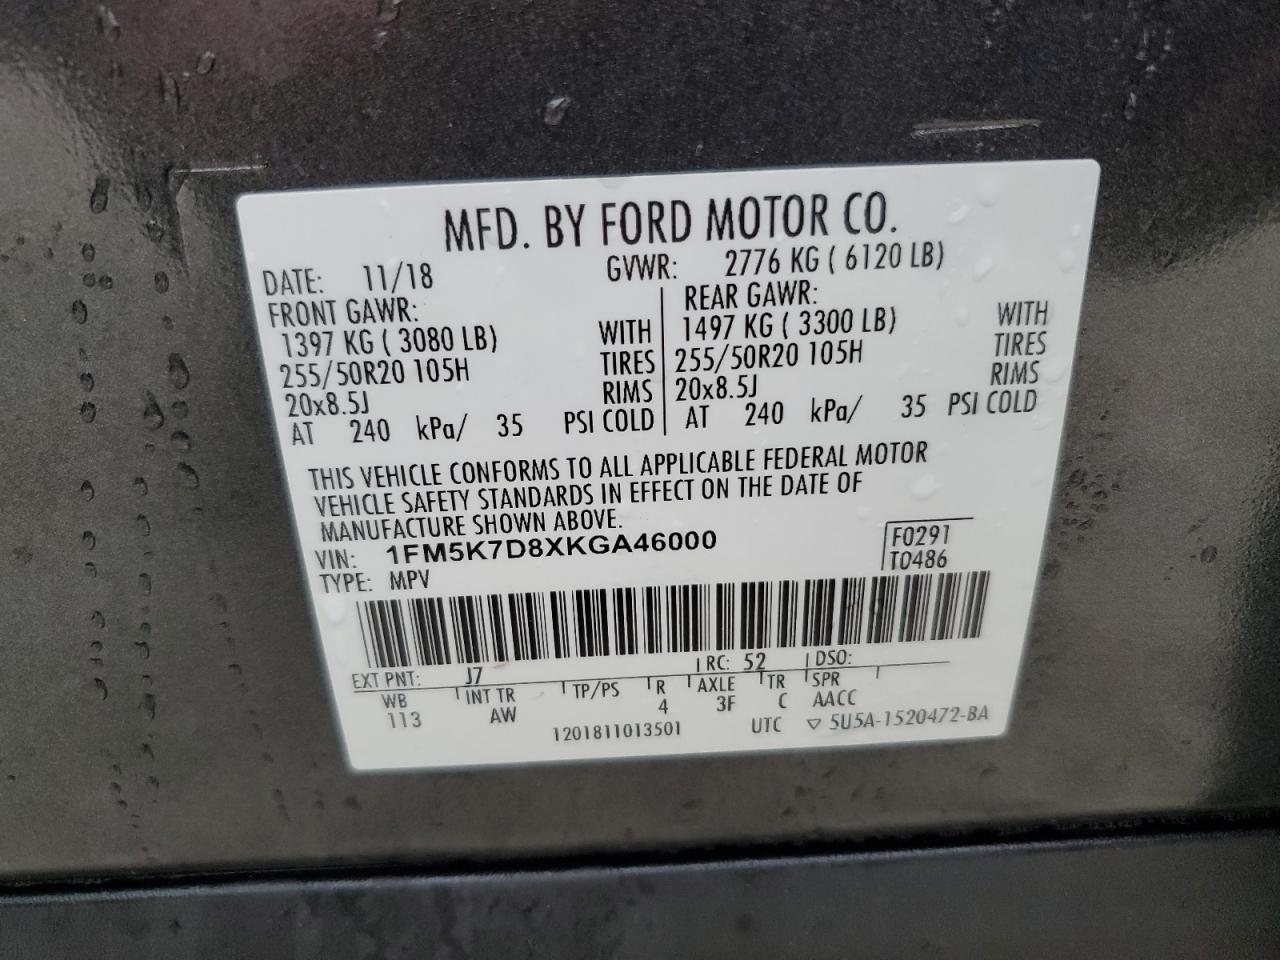 MFD. BY FORD MOTOR CO.
DATE: 11/18 GVWR: 2776 KG ( 6120 LB)
FRONT GAWR: REAR GAWR:
1397 KG ( 3080 LB) WITH 1497 KG ( 3300 LB) WITH
255/50R20 105H TIRES 255/50R20 105H TIRES
20x8.5J RIMS 20x8.5J RIMS
AT 240 kPa/ 35 PSI COLD AT 240 kPa/ 35 PSI COLD
THIS VEHICLE CONFORMS TO ALL APPLICABLE FEDERAL MOTOR
VEHICLE SAFETY STANDARDS IN EFFECT ON THE DATE OF
MANUFACTURE SHOWN ABOVE.
VIN: 1FM5K7D8XKGA46000 F0291
TYPE: MPV T0486
EXT PNT: J7 RC: 52 DSO:
WB INT TR TP/PS R AXLE TR SPR
113 AW 4 3F C AACC
1201811013501 UTC ▽ 5U5A-1520472-BA